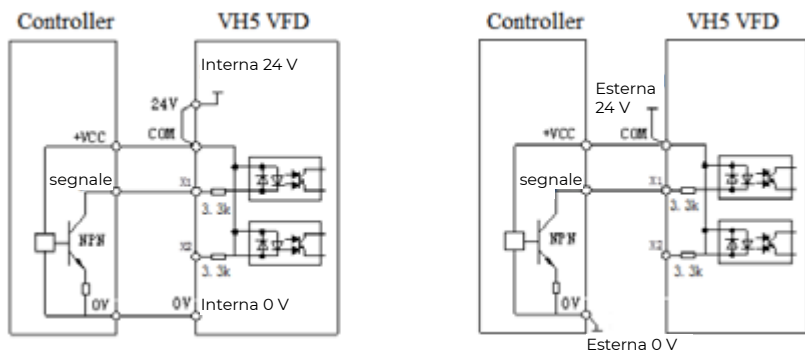 Controller
VH5 VFD
Interna 24 V
24V
COM
+VCC
segnale
X1
3.3k
NPN
X2
3.3k
0V
0V
Interna 0 V
Controller
VH5 VFD
Esterna
24 V
+VCC
COM
segnale
X1
3.3k
NPN
X2
3.3k
0V
Esterna 0 V